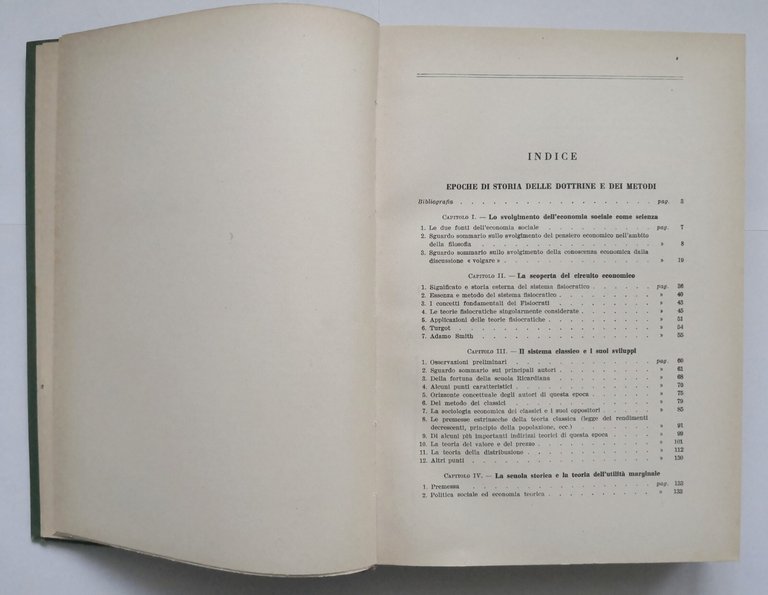 INDICE
EPOCHE DI STORIA DELLE DOTTRINE E DEI METODI
Bibliografia . . . . . . . . . . . . . . . . . . pag. 3
CAPITOLO I. — Lo svolgimento dell'economia sociale come scienza
1. Le due fonti dell'economia sociale . . . . . . . . . . pag. 7
2. Sguardo sommario sullo svolgimento del pensiero economico nell'ambito
della filosofia . . . . . . . . . . . . . . . . » 8
3. Sguardo sommario sullo svolgimento della conoscenza economica dalla
discussione « volgare » . . . . . . . . . . . . . » 19
CAPITOLO II. — La scoperta del circuito economico
1. Significato e storia esterna del sistema fisiocratico . . . . . . pag. 36
2. Essenza e metodo del sistema fisiocratico . . . . . . . . » 40
3. I concetti fondamentali dei Fisiocrati . . . . . . . . . » 43
4. Le teorie fisiocratiche singolarmente considerate . . . . . . » 45
5. Applicazioni delle teorie fisiocratiche . . . . . . . . . » 51
6. Turgot . . . . . . . . . . . . . . . . . . » 54
7. Adamo Smith . . . . . . . . . . . . . . . . » 55
CAPITOLO III. — Il sistema classico e i suoi sviluppi
1. Osservazioni preliminari . . . . . . . . . . . . . pag. 60
2. Sguardo sommario sui principali autori . . . . . . . . . » 61
3. Della fortuna della scuola Ricardiana . . . . . . . . . » 68
4. Alcuni punti caratteristici . . . . . . . . . . . . » 70
5. Orizzonte concettuale degli autori di questa epoca . . . . . . » 75
6. Del metodo dei classici . . . . . . . . . . . . . » 79
7. La sociologia economica dei classici e i suoi oppositori . . . . » 85
8. Le premesse estrinseche della teoria classica (legge dei rendimenti
decrescenti, principio della popolazione, ecc.) . . . . . . . » 91
9. Di alcuni più importanti indirizzi teorici di questa epoca . . . . » 99
10. La teoria del valore e del prezzo . . . . . . . . . . » 101
11. La teoria della distribuzione . . . . . . . . . . . » 112
12. Altri punti . . . . . . . . . . . . . . . . . » 130
CAPITOLO IV. — La scuola storica e la teoria dell'utilità marginale
1. Premessa . . . . . . . . . . . . . . . . . pag. 133
2. Politica sociale ed economia teorica . . . . . . . . . » 133